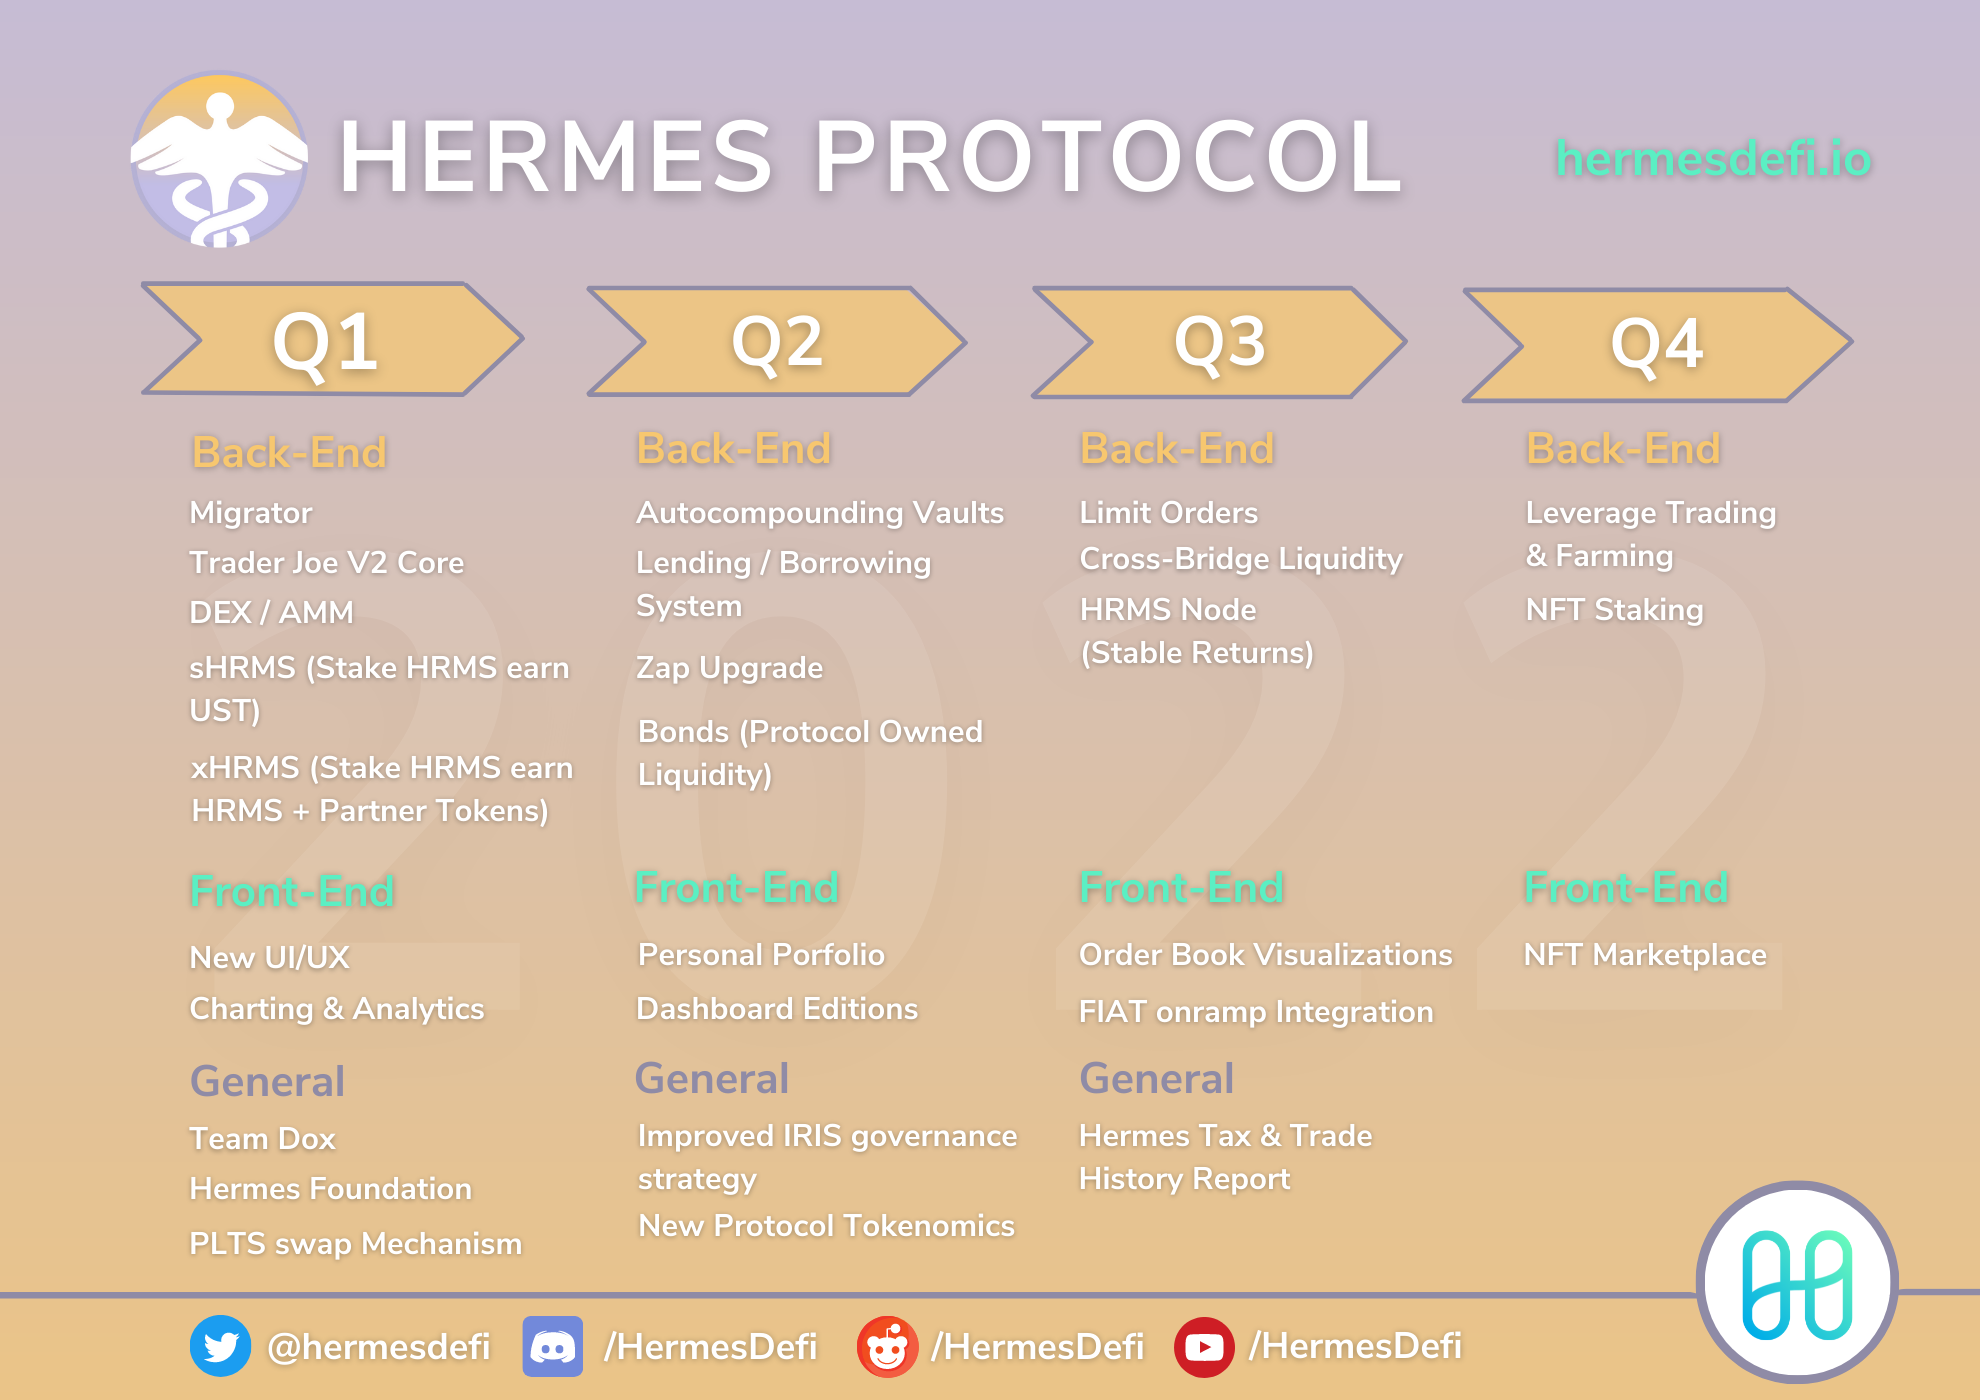 HERMES PROTOCOL
hermesdefi.io
2022
Q1
Back-End
Migrator
Trader Joe V2 Core
DEX / AMM
sHRMS (Stake HRMS earn
UST)
xHRMS (Stake HRMS earn
HRMS + Partner Tokens)
Front-End
New UI/UX
Charting & Analytics
General
Team Dox
Hermes Foundation
PLTS swap Mechanism
Q2
Back-End
Autocompounding Vaults
Lending / Borrowing
System
Zap Upgrade
Bonds (Protocol Owned
Liquidity)
Front-End
Personal Porfolio
Dashboard Editions
General
Improved IRIS governance
strategy
New Protocol Tokenomics
Q3
Back-End
Limit Orders
Cross-Bridge Liquidity
HRMS Node
(Stable Returns)
Front-End
Order Book Visualizations
FIAT onramp Integration
General
Hermes Tax & Trade
History Report
Q4
Back-End
Leverage Trading
& Farming
NFT Staking
Front-End
NFT Marketplace
@hermesdefi
/HermesDefi
/HermesDefi
/HermesDefi